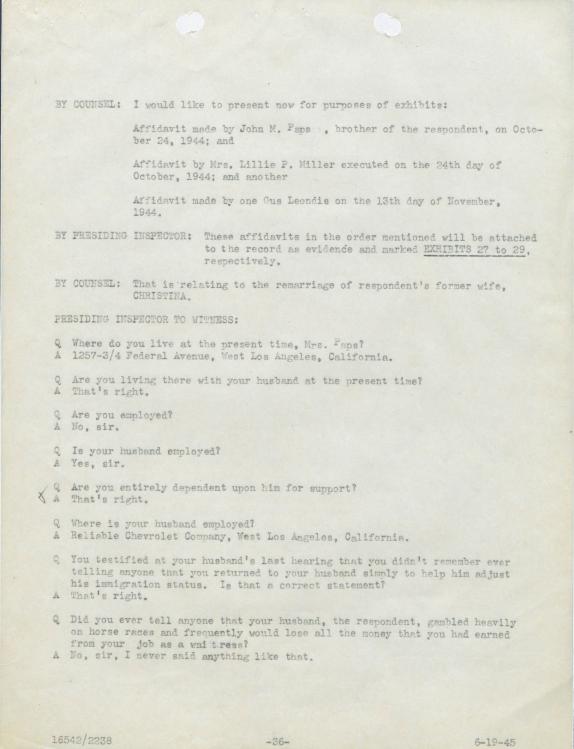 BY COUNSEL: I would like to present now for purposes of exhibits:
Affidavit made by John M. Paps , brother of the respondent, on Octo-
ber 24, 1944; and
Affidavit by Mrs. Lillie P. Miller executed on the 24th day of
October, 1944; and another
Affidavit made by one Gus Leondis on the 13th day of November,
1944.
BY PRESIDING INSPECTOR: These affidavits in the order mentioned will be attached
to the record as evidence and marked EXHIBITS 27 to 29,
respectively.
BY COUNSEL: That is relating to the remarriage of respondent's former wife,
CHRISTINA.
PRESIDING INSPECTOR TO WITNESS:
Q Where do you live at the present time, Mrs. Paps?
A 1257-3/4 Federal Avenue, West Los Angeles, California.
Q Are you living there with your husband at the present time?
A That's right.
Q Are you employed?
A No, sir.
Q Is your husband employed?
A Yes, sir.
Q Are you entirely dependent upon him for support?
A That's right.
Q Where is your husband employed?
A Reliable Chevrolet Company, West Los Angeles, California.
Q You testified at your husband's last hearing that you didn't remember ever
telling anyone that you returned to your husband simply to help him adjust
his immigration status. Is that a correct statement?
A That's right.
Q Did you ever tell anyone that your husband, the respondent, gambled heavily
on horse races and frequently would lose all the money that you had earned
from your job as a waitress?
A No, sir, I never said anything like that.
16542/2238 -36- 6-19-45